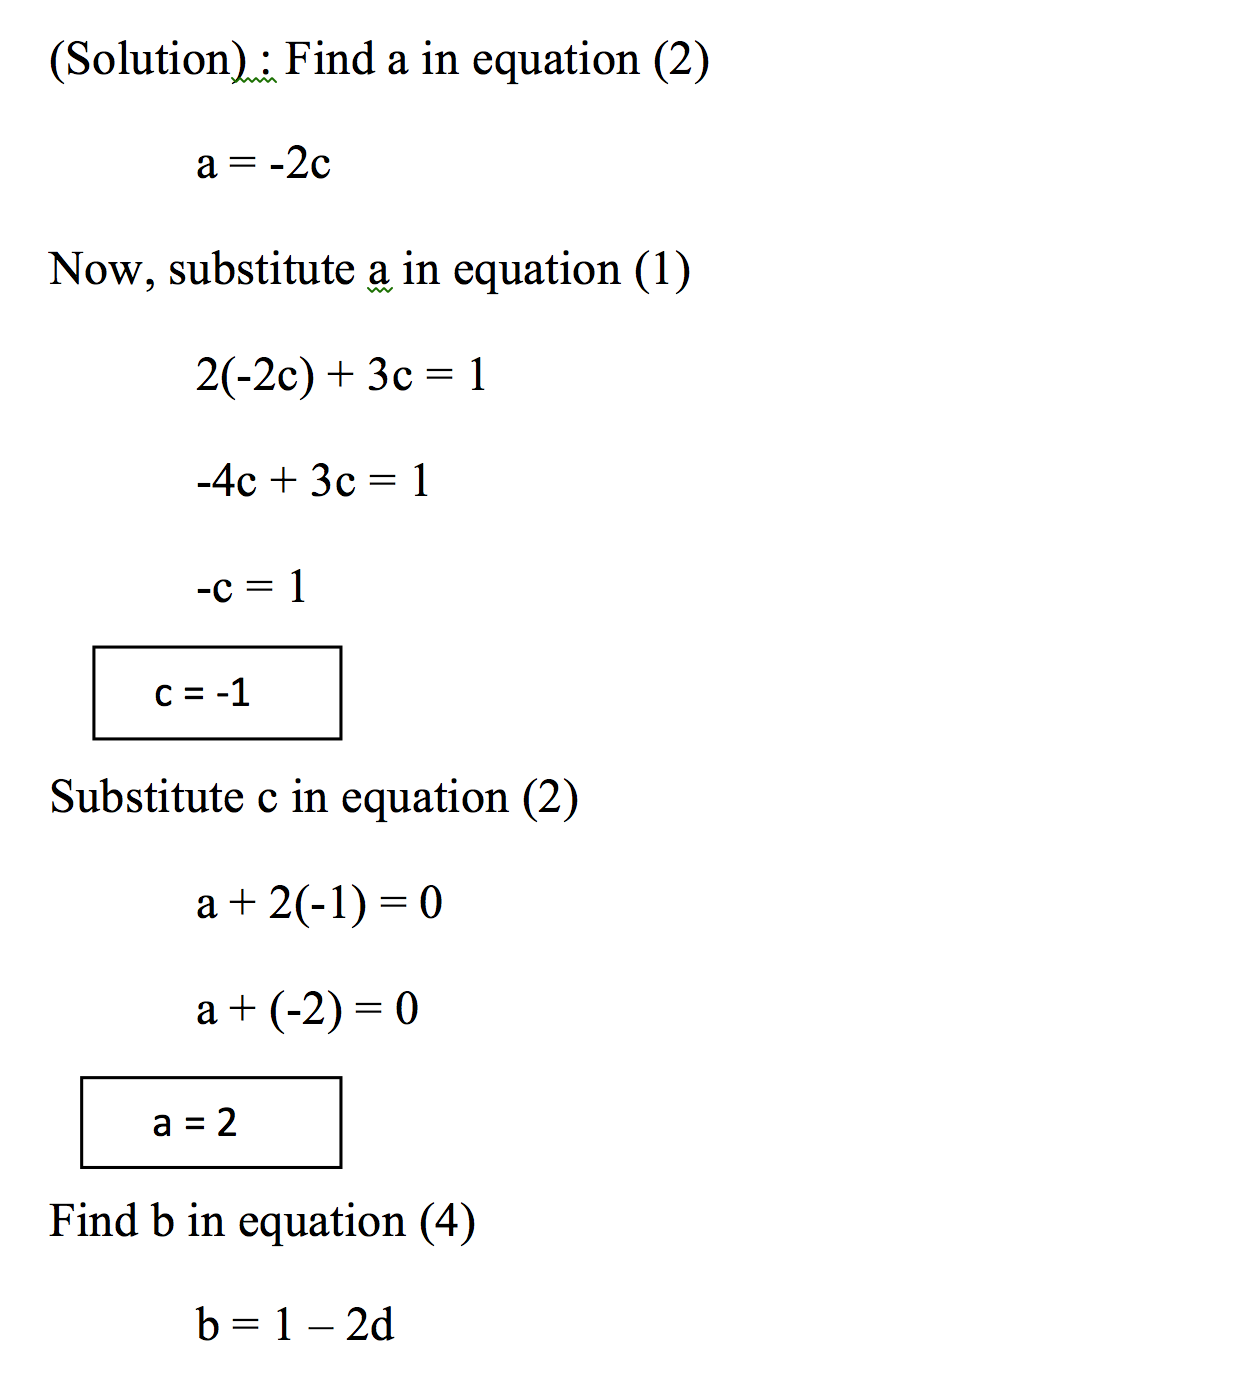 (Solution) : Find a in equation (2)
a = -2c
Now, substitute a in equation (1)
2(-2c) + 3c = 1
-4c + 3c = 1
-c = 1
c = -1
Substitute c in equation (2)
a + 2(-1) = 0
a + (-2) = 0
a = 2
Find b in equation (4)
b = 1 – 2d